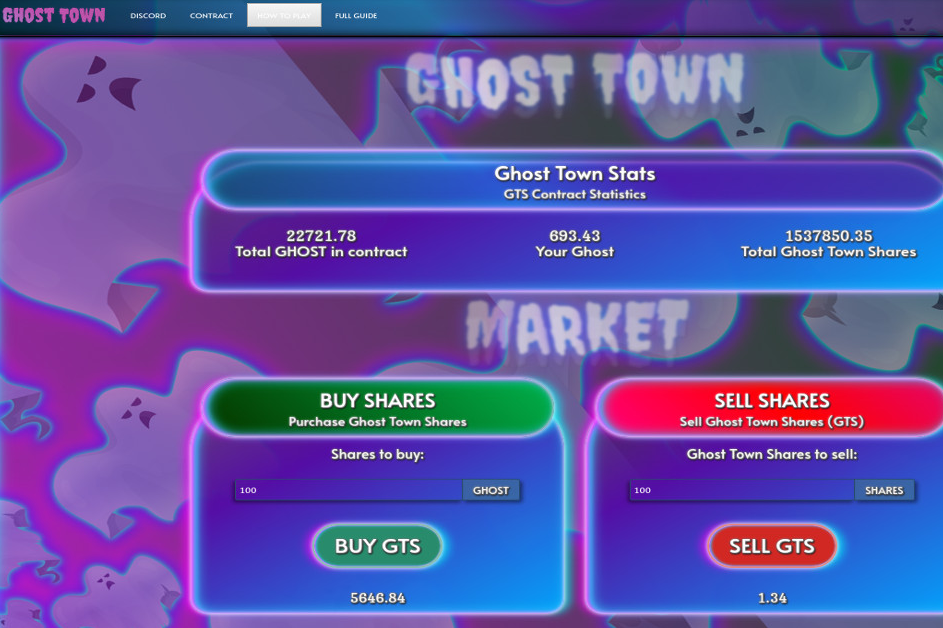 GHOST TOWN
DISCORD
CONTRACT
HOW TO PLAY
FULL GUIDE
GHOST TOWN
Ghost Town Stats
GTS Contract Statistics
22721.78
Total GHOST in contract
693.43
Your Ghost
1537850.35
Total Ghost Town Shares
MARKET
BUY SHARES
Purchase Ghost Town Shares
Shares to buy:
100
GHOST
BUY GTS
5646.84
SELL SHARES
Sell Ghost Town Shares (GTS)
Ghost Town Shares to sell:
100
SHARES
SELL GTS
1.34